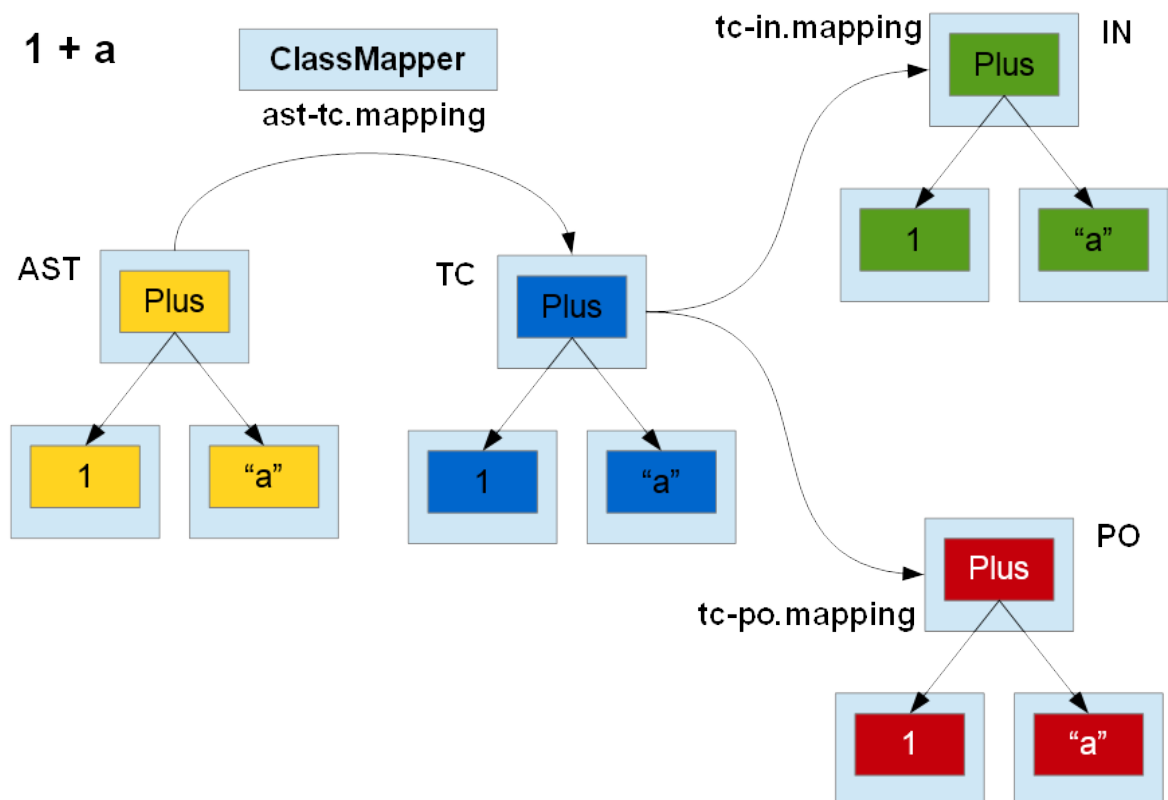 1 + a
ClassMapper
ast-tc.mapping
AST
Plus
1
“a”
TC
Plus
1
“a”
tc-in.mapping
IN
Plus
1
“a”
tc-po.mapping
PO
Plus
1
“a”